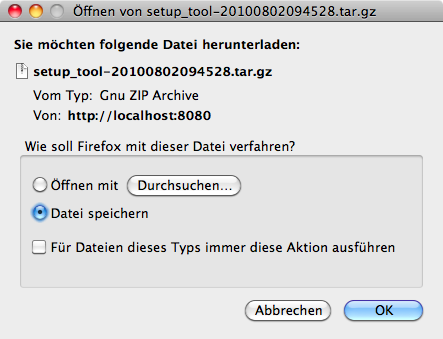 Öffnen von setup_tool-20100802094528.tar.gz
Sie möchten folgende Datei herunterladen:
setup_tool-20100802094528.tar.gz
Vom Typ: Gnu ZIP Archive
Von: http://localhost:8080
Wie soll Firefox mit dieser Datei verfahren?
Öffnen mit Durchsuchen...
Datei speichern
Für Dateien dieses Typs immer diese Aktion ausführen
Abbrechen OK